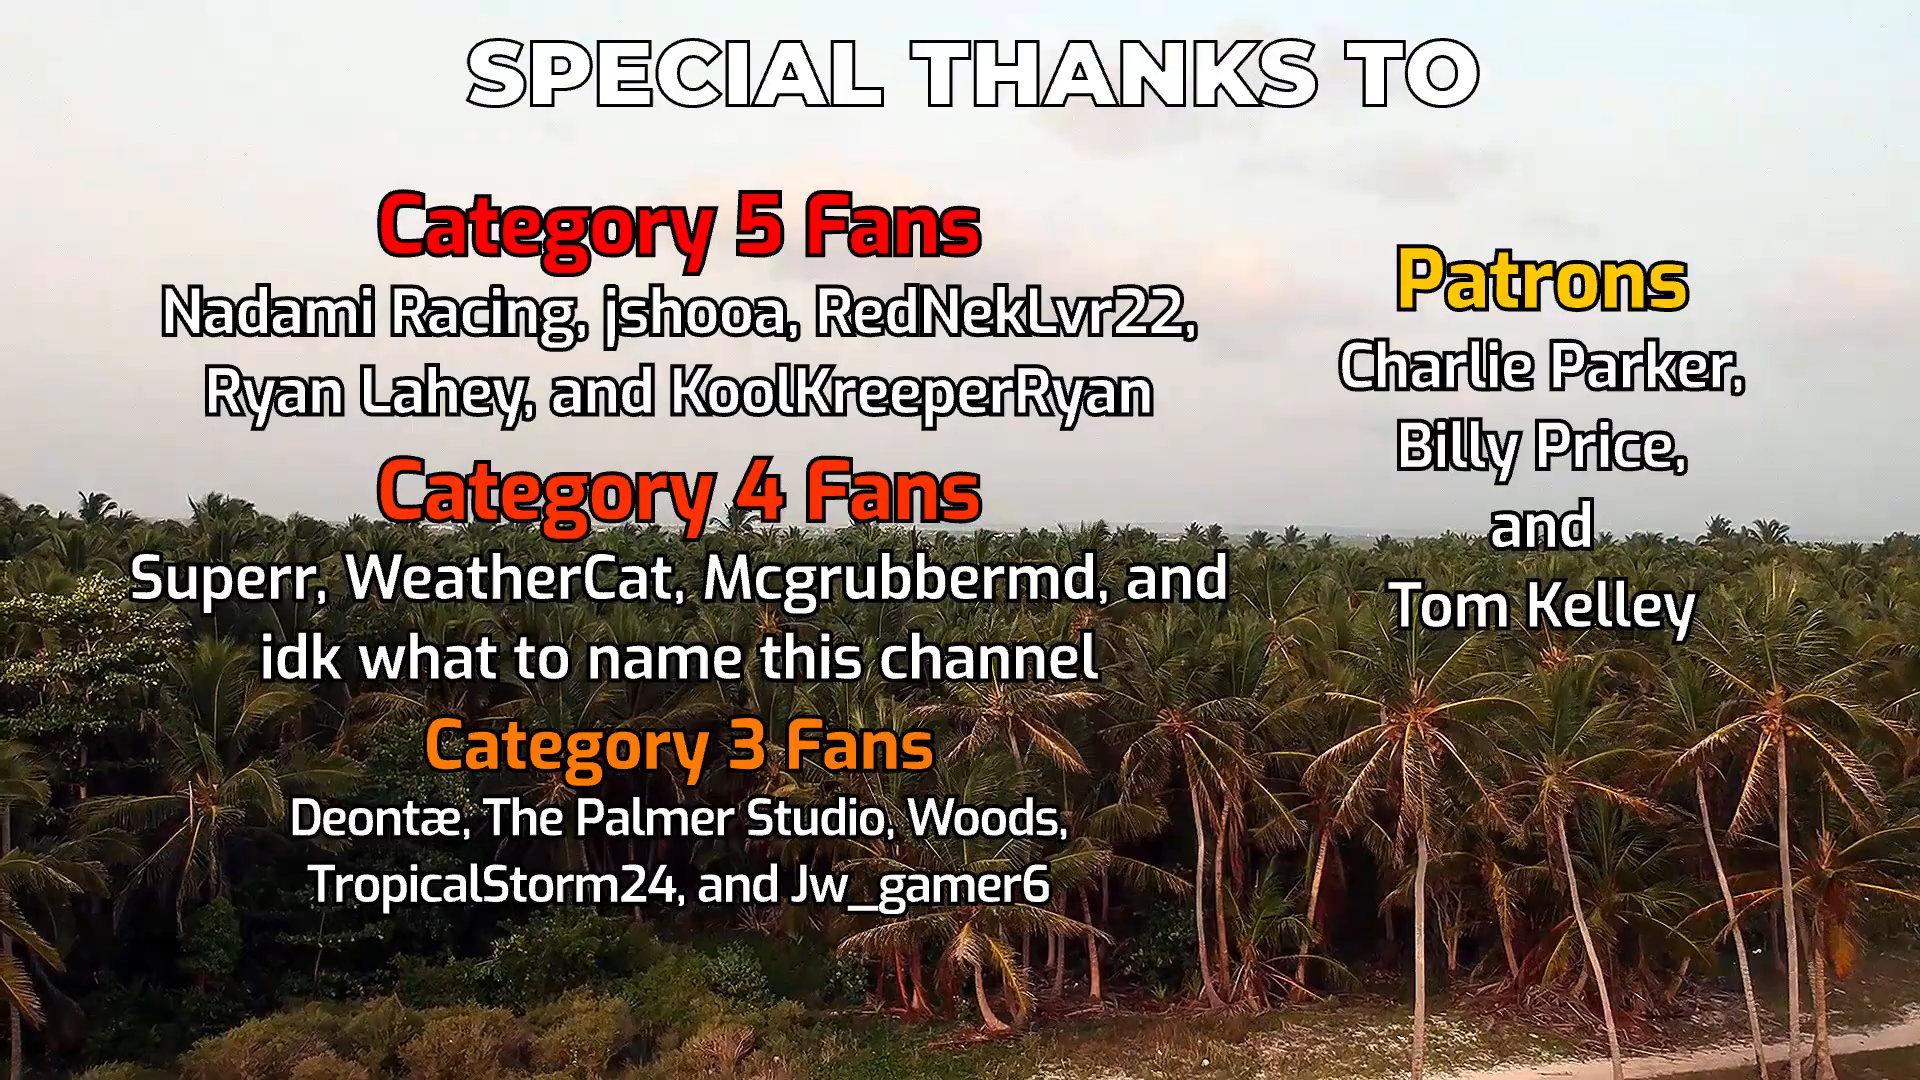 SPECIAL THANKS TO
Category 5 Fans
Nadami Racing, jshooa, RedNekLvr22,
Ryan Lahey, and KoolKreeperRyan
Category 4 Fans
Superr, WeatherCat, Mcgrubbermd, and
idk what to name this channel
Category 3 Fans
Deontæ, The Palmer Studio, Woods,
TropicalStorm24, and Jw_gamer6
Patrons
Charlie Parker,
Billy Price,
and
Tom Kelley